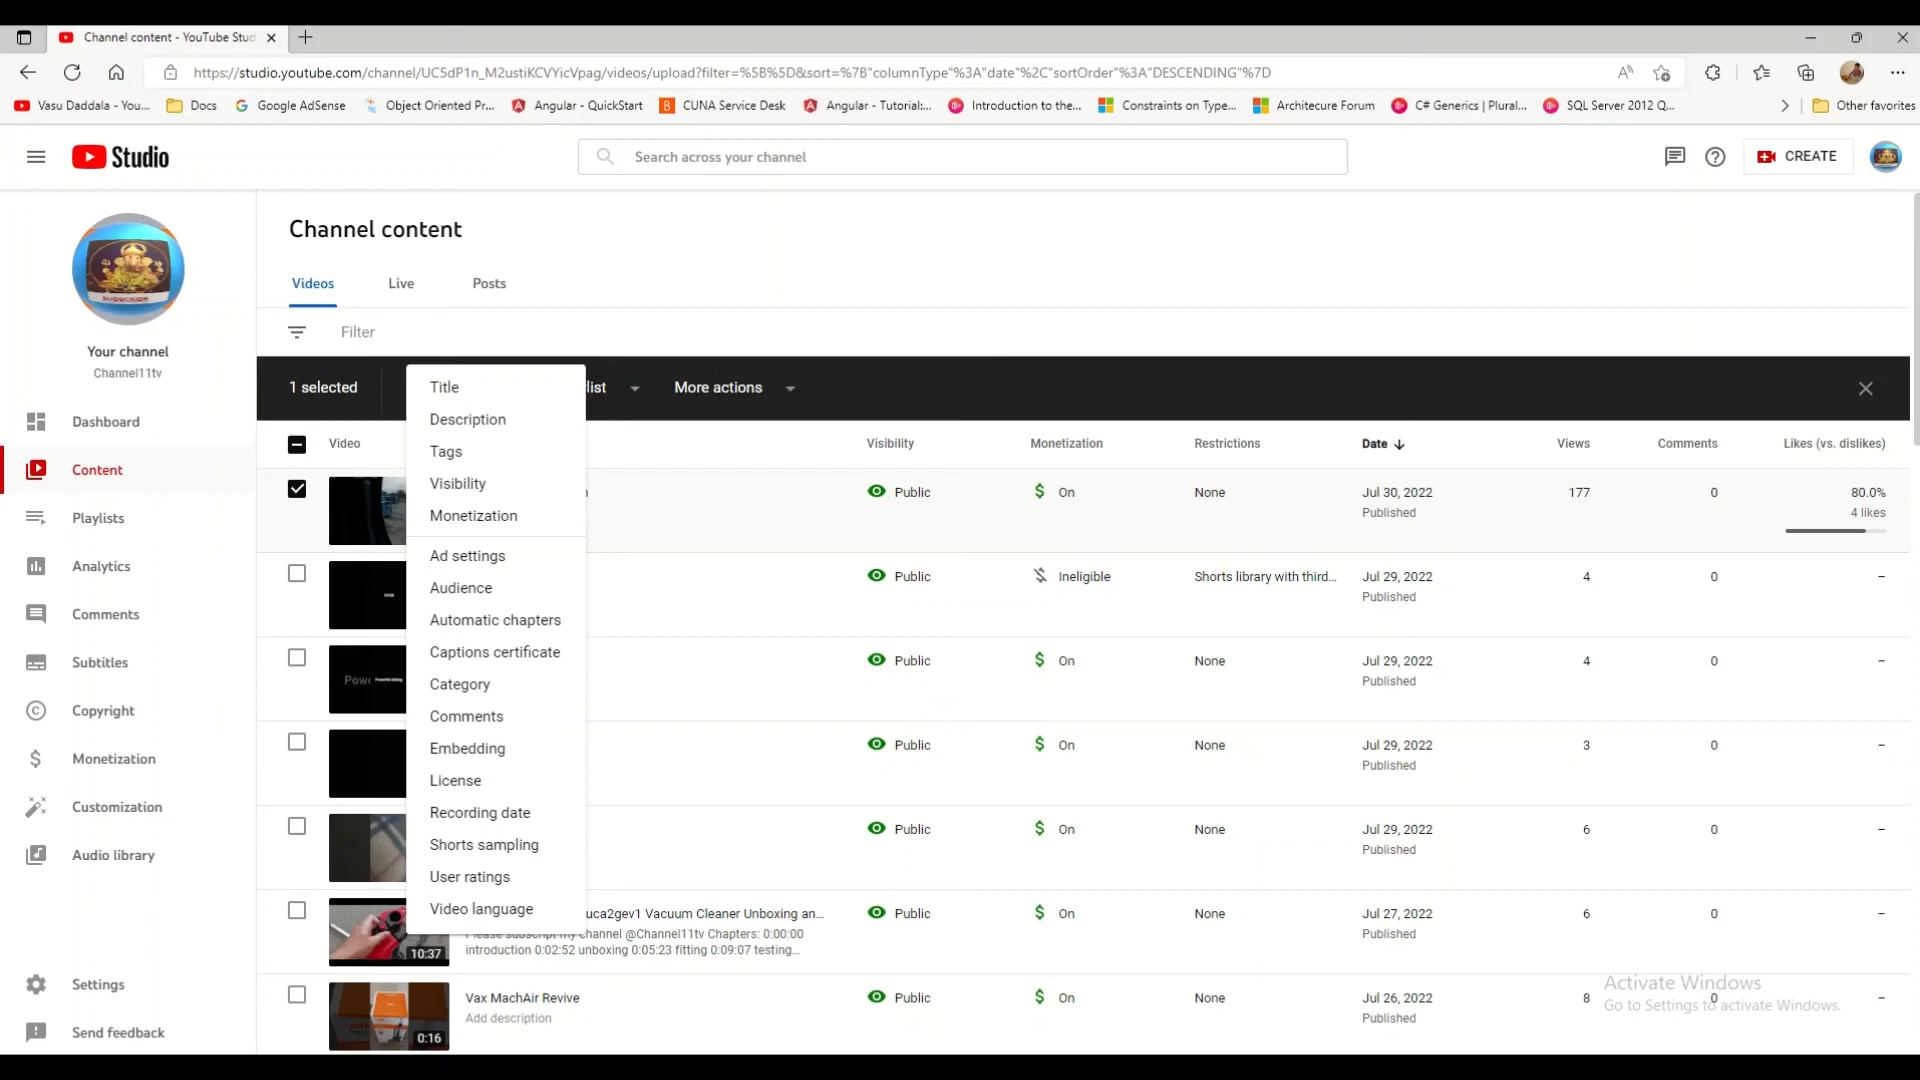 Channel content - YouTube Stud
https://studio.youtube.com/channel/UC5dP1n_M2ustiKCVYicVpag/videos/upload?filter=%5B%5D&sort=%7B"columnType"%3A"date"%2C"sortOrder"%3A"DESCENDING"%7D
Vasu Daddala - You... Docs Google AdSense Object Oriented Pr... Angular - QuickStart CUNA Service Desk Angular - Tutorial:... Introduction to the... Constraints on Type... Architecure Forum C# Generics | Plural... SQL Server 2012 Q... Other favorites
Studio
Search across your channel
CREATE
Your channel
Channel11tv
Dashboard
Content
Playlists
Analytics
Comments
Subtitles
Copyright
Monetization
Customization
Audio library
Settings
Send feedback
Channel content
Videos Live Posts
Filter
1 selected list More actions
Title
Description
Tags
Visibility
Monetization
Ad settings
Audience
Automatic chapters
Captions certificate
Category
Comments
Embedding
License
Recording date
Shorts sampling
User ratings
Video language
Video Visibility Monetization Restrictions Date Views Comments Likes (vs. dislikes)
Public On None Jul 30, 2022 177 0 80.0%
Published 4 likes
Public Ineligible Shorts library with third... Jul 29, 2022 4 0 –
Published
Public On None Jul 29, 2022 4 0 –
Published
Public On None Jul 29, 2022 3 0 –
Published
Public On None Jul 29, 2022 6 0 –
Published
uca2gev1 Vacuum Cleaner Unboxing an... Public On None Jul 27, 2022 6 0 –
Please subscript my channel @Channel11tv Chapters: 0:00:00 Published
introduction 0:02:52 unboxing 0:05:23 fitting 0:09:07 testing...
10:37
Vax MachAir Revive Public On None Jul 26, 2022 8 0 –
Add description Published
0:16
Activate Windows
Go to Settings to activate Windows.